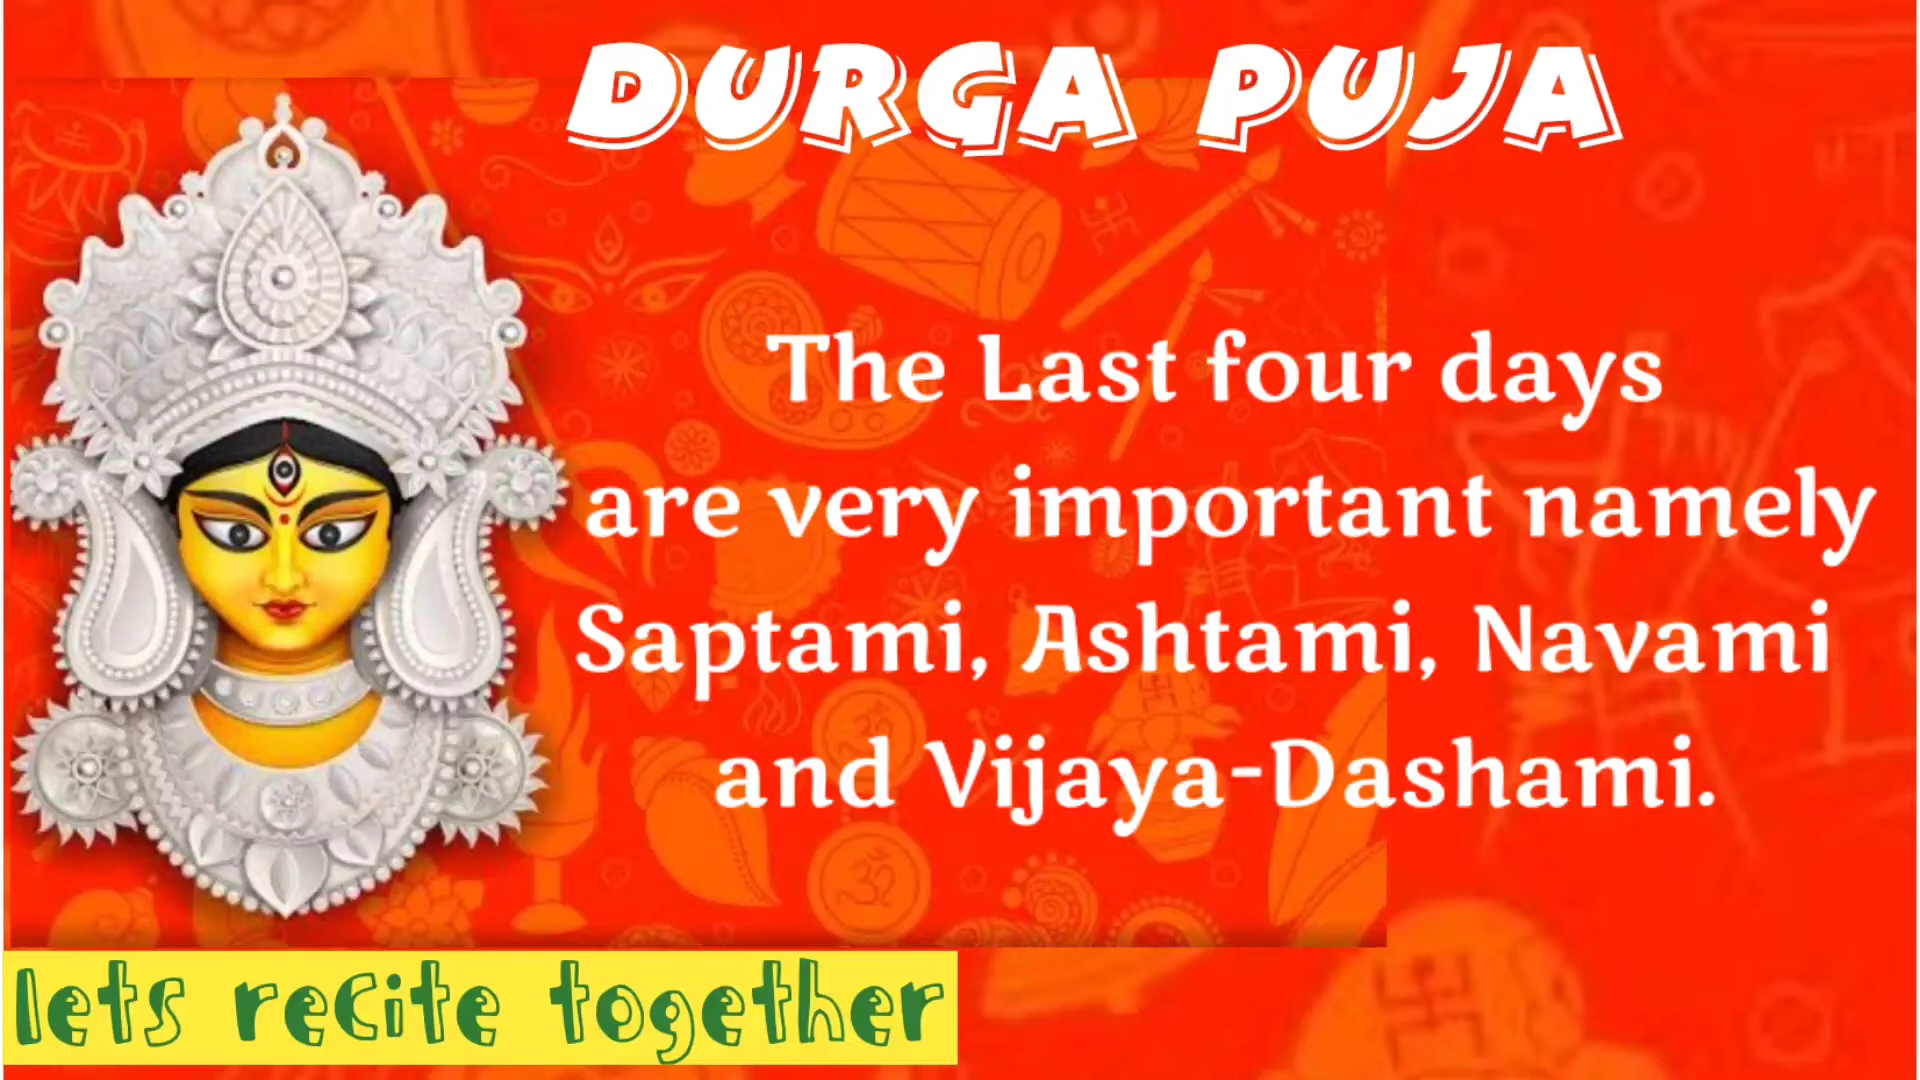 DURGA PUJA
The Last four days
are very important namely
Saptami, Ashtami, Navami
and Vijaya-Dashami.
lets recite together